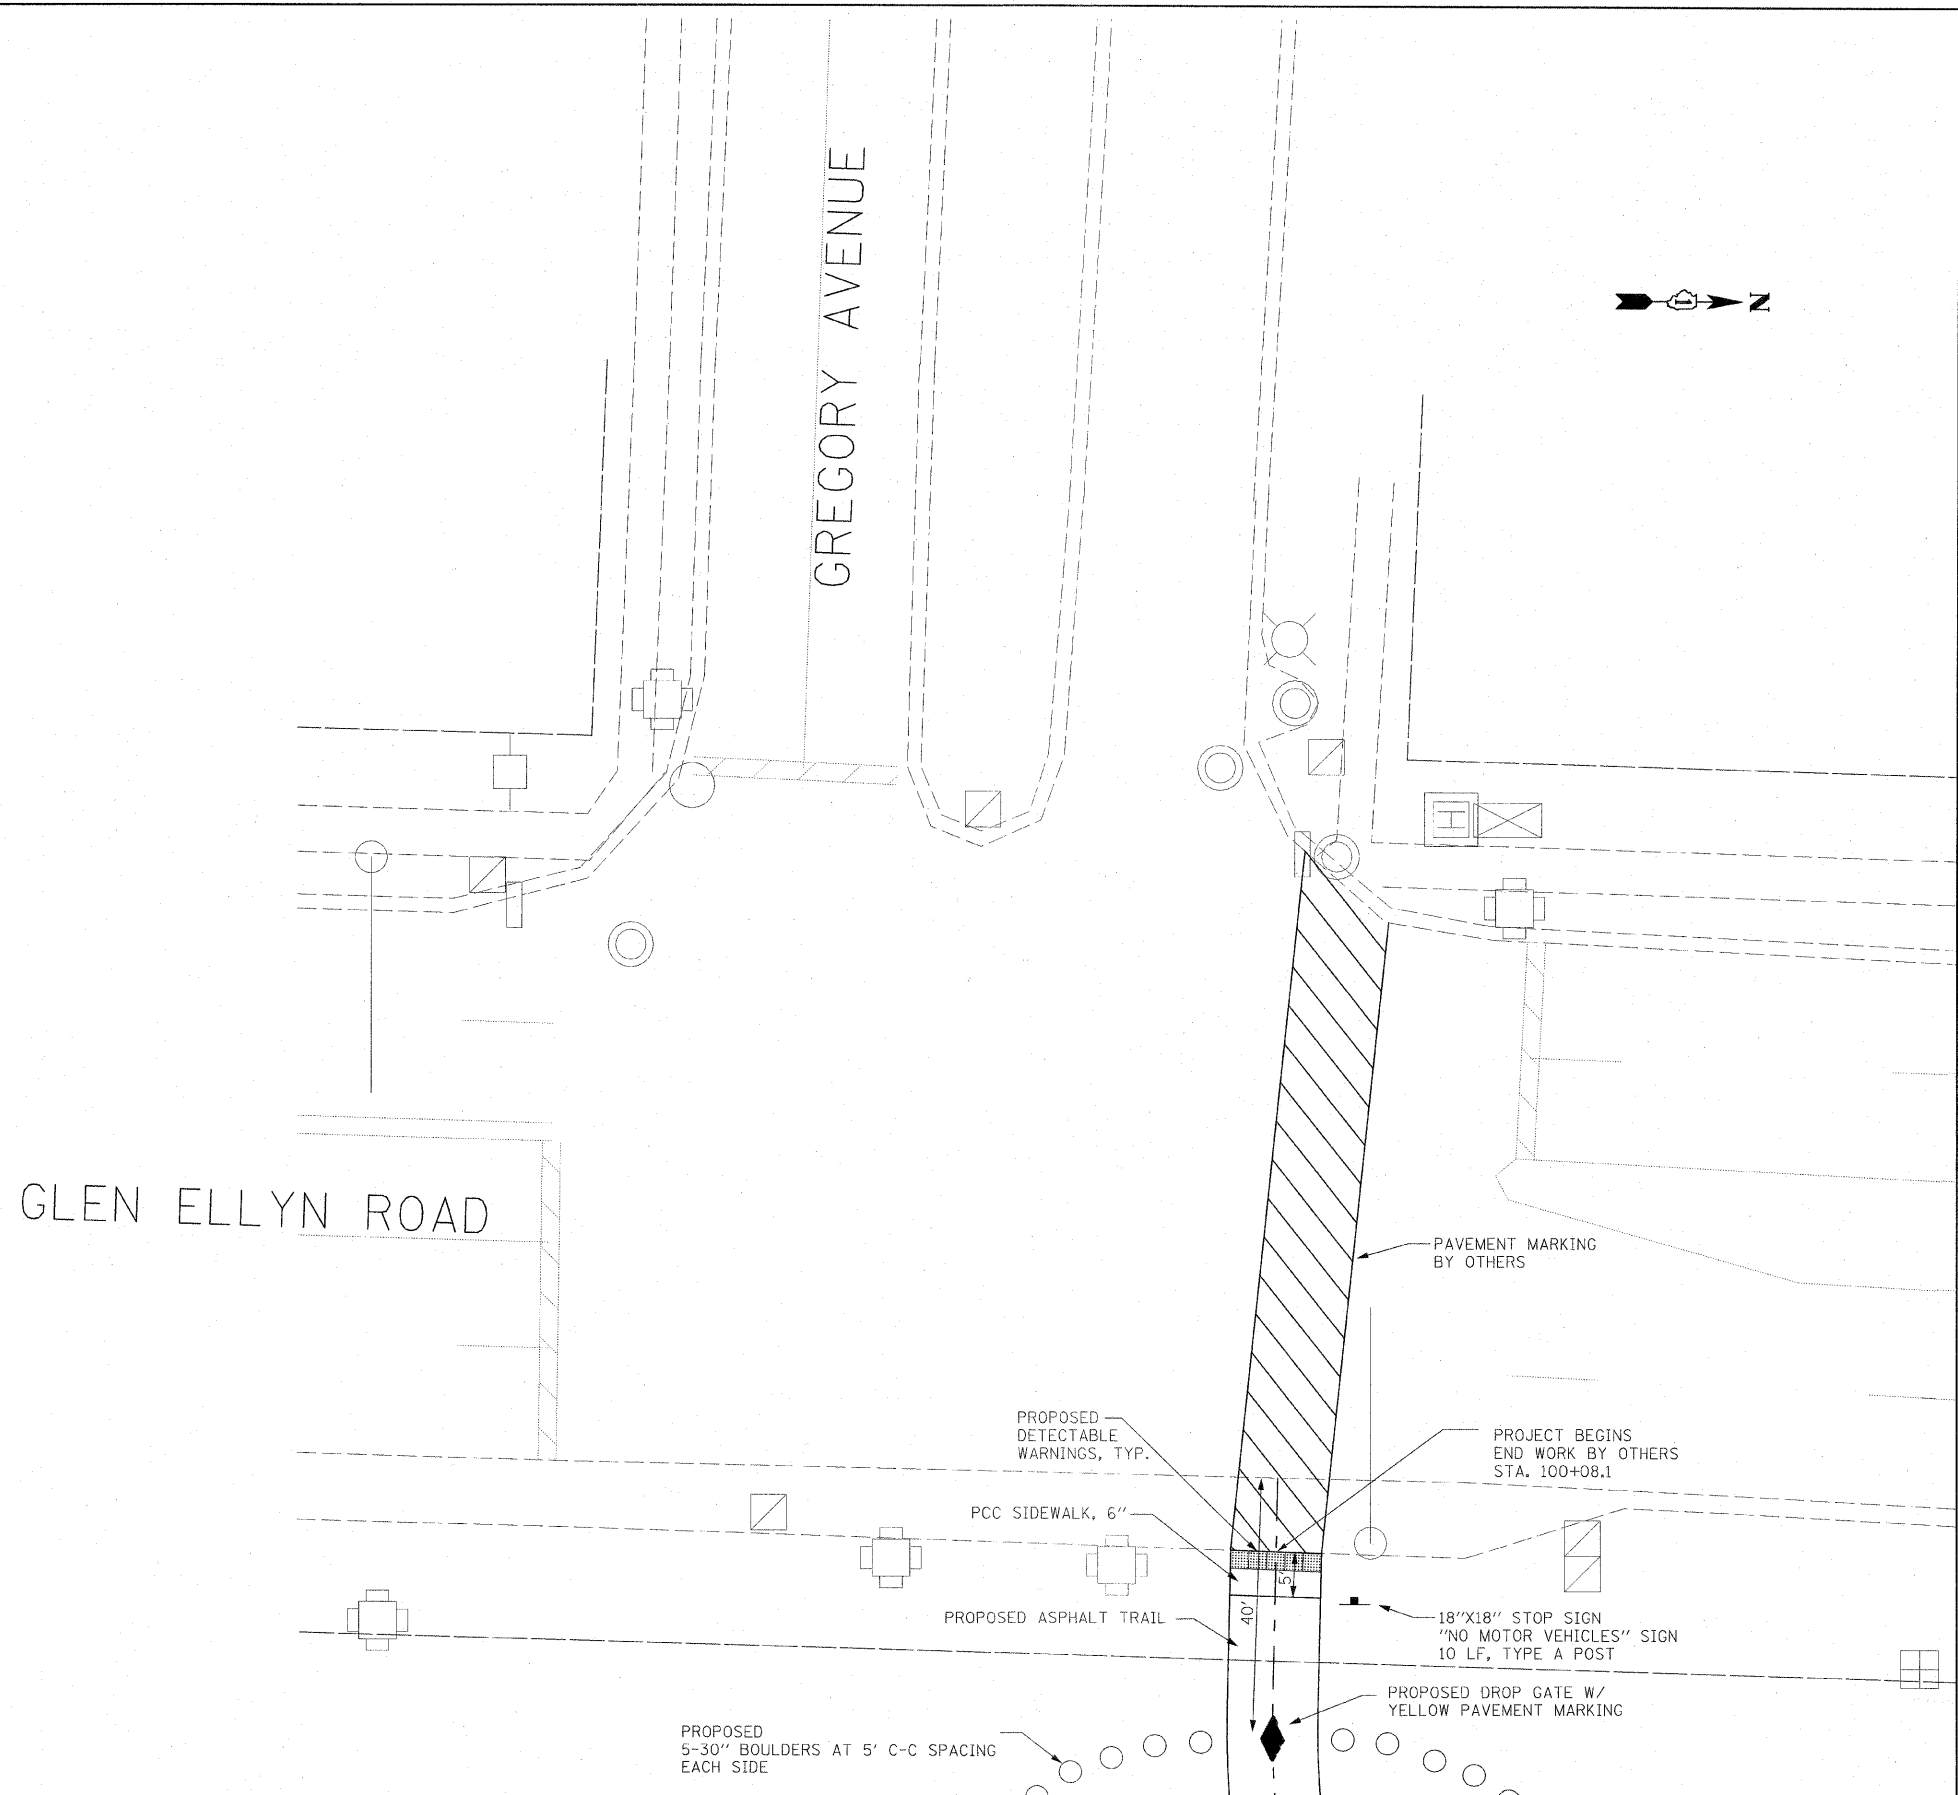 GREGORY AVENUE
N
1
H
GLEN ELLYN ROAD
PAVEMENT MARKING
BY OTHERS
PROPOSED
DETECTABLE
WARNINGS, TYP.
PROJECT BEGINS
END WORK BY OTHERS
STA. 100+08.1
PCC SIDEWALK, 6"
5'
40'
PROPOSED ASPHALT TRAIL
18"X18" STOP SIGN
"NO MOTOR VEHICLES" SIGN
10 LF, TYPE A POST
PROPOSED DROP GATE W/
YELLOW PAVEMENT MARKING
PROPOSED
5-30" BOULDERS AT 5' C-C SPACING
EACH SIDE